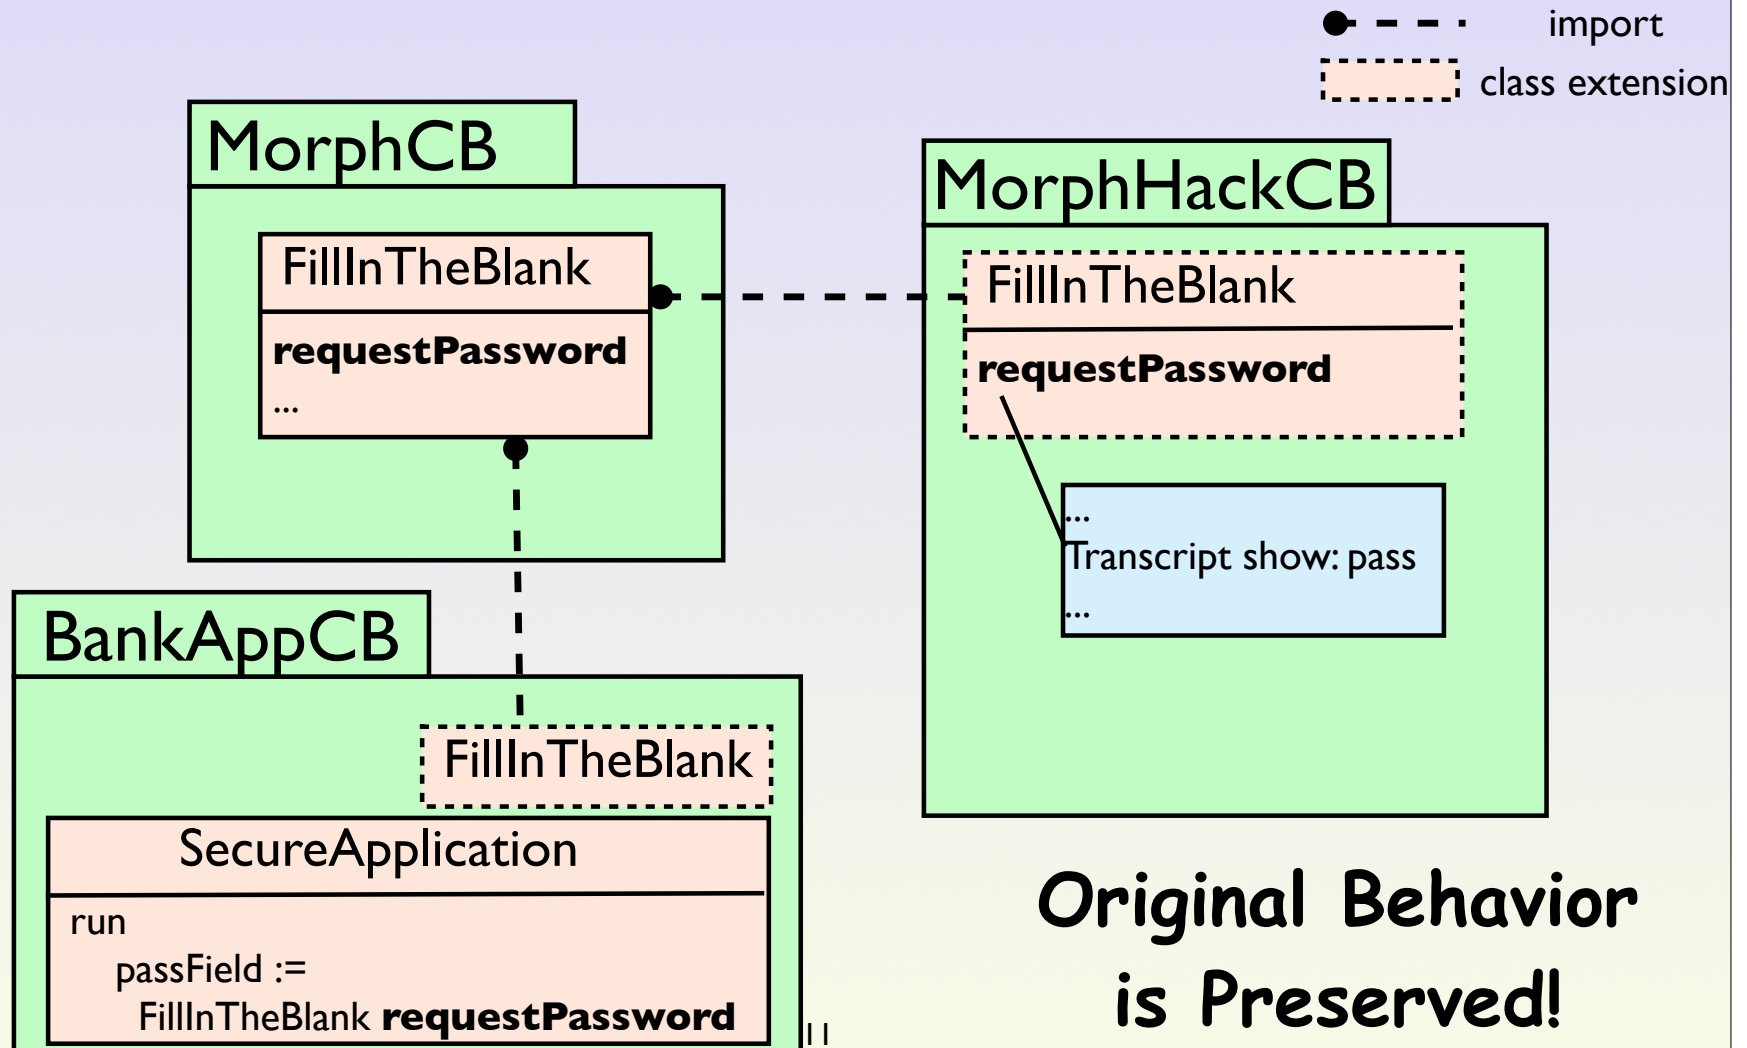 import
class extension
MorphCB
FillInTheBlank
requestPassword
...
MorphHackCB
FillInTheBlank
requestPassword
...
Transcript show: pass
...
BankAppCB
FillInTheBlank
SecureApplication
run
passField :=
FillInTheBlank requestPassword
Original Behavior
is Preserved!
11